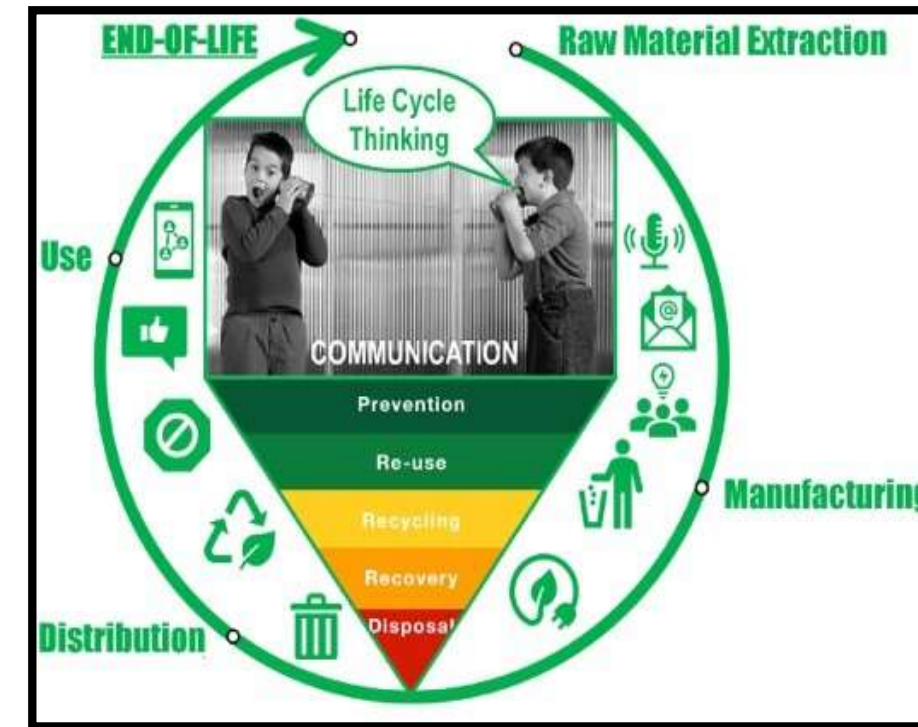 END-OF-LIFE
Raw Material Extraction
Life Cycle
Thinking
Use
COMMUNICATION
Prevention
Re-use
Recycling
Recovery
Disposal
Manufacturing
Distribution
@